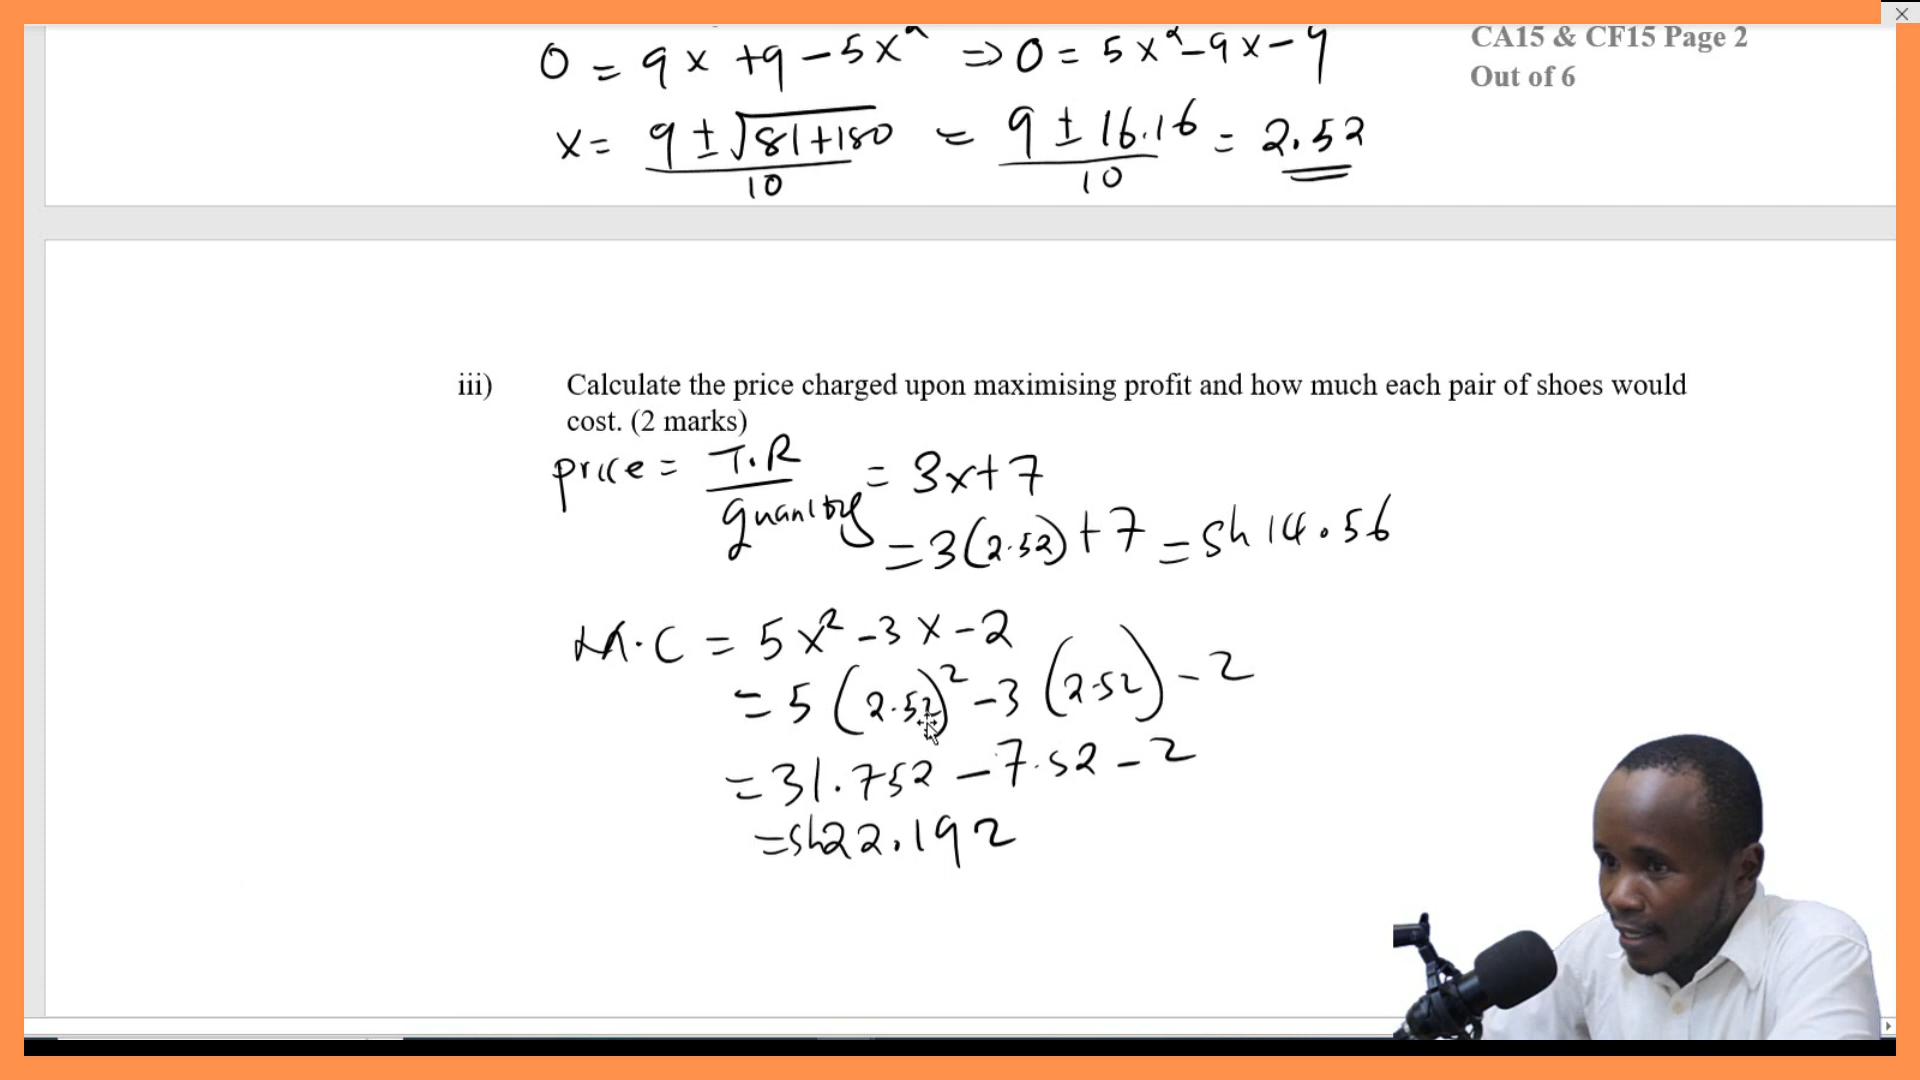 0 = 9x + 9 - 5x² ⇒ 0 = 5x² - 9x - 9
CA15 & CF15 Page 2
Out of 6
x = 9 ± √81+180 / 10 = 9 ± 16.16 / 10 = 2.52
iii) Calculate the price charged upon maximising profit and how much each pair of shoes would
cost. (2 marks)
price = T.R / quantity = 3x + 7
= 3(2.52) + 7 = sh 14.56
M.C = 5x² - 3x - 2
= 5(2.52)² - 3(2.52) - 2
= 31.752 - 7.52 - 2
= sh22.192